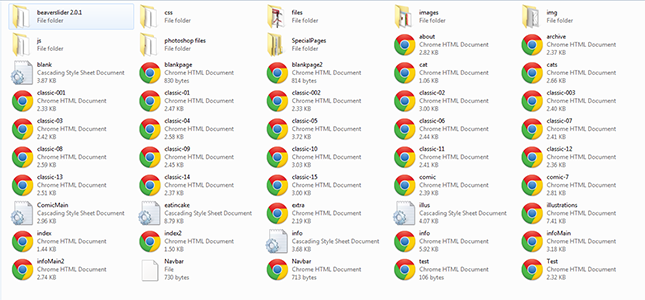 beaverslider 2.0.1
File folder
css
File folder
files
File folder
images
File folder
img
File folder
js
File folder
photoshop files
File folder
SpecialPages
File folder
about
Chrome HTML Document
2.82 KB
archive
Chrome HTML Document
2.37 KB
blank
Cascading Style Sheet Document
3.87 KB
blankpage
Chrome HTML Document
830 bytes
blankpage2
Chrome HTML Document
814 bytes
cat
Chrome HTML Document
1.06 KB
cats
Chrome HTML Document
2.66 KB
classic-001
Chrome HTML Document
2.33 KB
classic-01
Chrome HTML Document
2.47 KB
classic-002
Chrome HTML Document
2.33 KB
classic-02
Chrome HTML Document
3.00 KB
classic-003
Chrome HTML Document
2.40 KB
classic-03
Chrome HTML Document
2.42 KB
classic-04
Chrome HTML Document
2.58 KB
classic-05
Chrome HTML Document
3.72 KB
classic-06
Chrome HTML Document
2.44 KB
classic-07
Chrome HTML Document
2.41 KB
classic-08
Chrome HTML Document
2.59 KB
classic-09
Chrome HTML Document
2.45 KB
classic-10
Chrome HTML Document
3.03 KB
classic-11
Chrome HTML Document
2.41 KB
classic-12
Chrome HTML Document
2.36 KB
classic-13
Chrome HTML Document
2.51 KB
classic-14
Chrome HTML Document
2.37 KB
classic-15
Chrome HTML Document
3.00 KB
comic
Chrome HTML Document
2.39 KB
comic-7
Chrome HTML Document
2.81 KB
ComicMain
Cascading Style Sheet Document
2.06 KB
eatincake
Cascading Style Sheet Document
8.79 KB
extra
Chrome HTML Document
2.19 KB
illus
Cascading Style Sheet Document
4.07 KB
illustrations
Chrome HTML Document
7.41 KB
index
Chrome HTML Document
1.44 KB
index2
Chrome HTML Document
1.50 KB
info
Cascading Style Sheet Document
3.68 KB
info
Chrome HTML Document
5.92 KB
infoMain
Chrome HTML Document
3.18 KB
infoMain2
Chrome HTML Document
2.74 KB
Navbar
File
730 bytes
Navbar
Chrome HTML Document
713 bytes
test
Chrome HTML Document
106 bytes
Test
Chrome HTML Document
2.32 KB